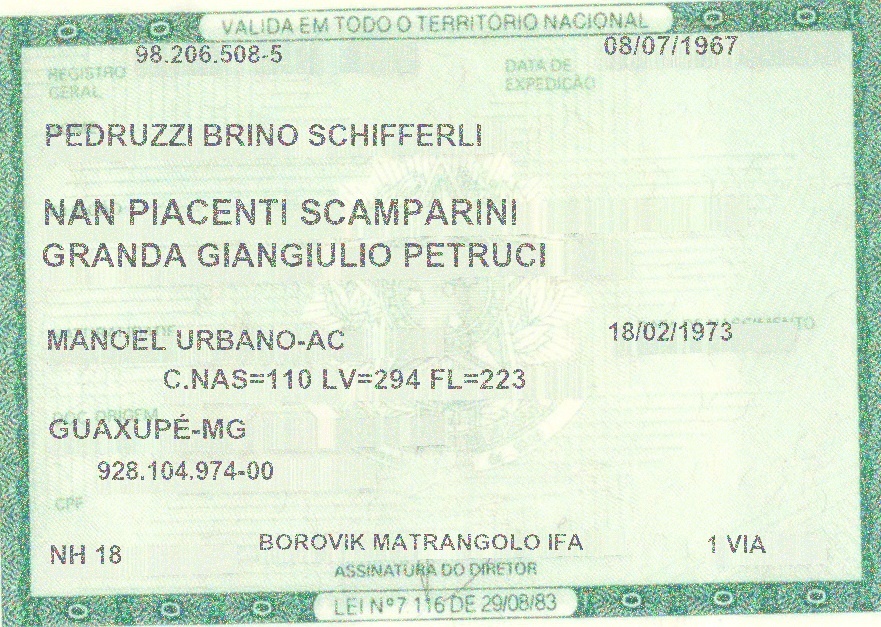 VALIDA EM TODO O TERRITORIO NACIONAL
REGISTRO GERAL 98.206.508-5 DATA DE EXPEDIÇÃO 08/07/1967
PEDRUZZI BRINO SCHIFFERLI
NAN PIACENTI SCAMPARINI
GRANDA GIANGIULIO PETRUCI
MANOEL URBANO-AC 18/02/1973
C.NAS=110 LV=294 FL=223
DOC ORIGEM
GUAXUPÉ-MG
928.104.974-00
CPF
NH 18 BOROVIK MATRANGOLO IFA 1 VIA
ASSINATURA DO DIRETOR
LEI Nº 7 116 DE 29/08/83